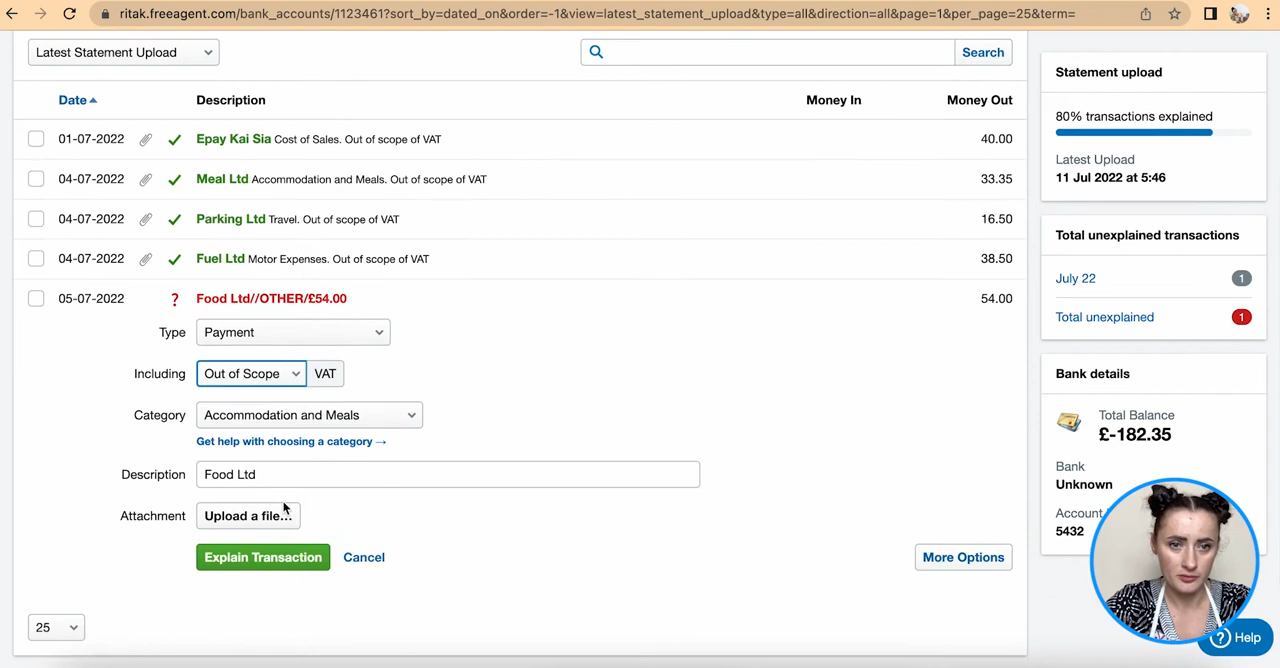 ritak.freeagent.com/bank_accounts/1123461?sort_by=dated_on&order=-1&view=latest_statement_upload&type=all&direction=all&page=1&per_page=25&term=
Latest Statement Upload
Search
Date Description Money In Money Out
01-07-2022 Epay Kai Sia Cost of Sales. Out of scope of VAT 40.00
04-07-2022 Meal Ltd Accommodation and Meals. Out of scope of VAT 33.35
04-07-2022 Parking Ltd Travel. Out of scope of VAT 16.50
04-07-2022 Fuel Ltd Motor Expenses. Out of scope of VAT 38.50
05-07-2022 ? Food Ltd//OTHER/£54.00 54.00
Type Payment
Including Out of Scope VAT
Category Accommodation and Meals
Get help with choosing a category →
Description Food Ltd
Attachment Upload a file...
Explain Transaction Cancel More Options
25
Statement upload
80% transactions explained
Latest Upload
11 Jul 2022 at 5:46
Total unexplained transactions
July 22 1
Total unexplained 1
Bank details
Total Balance
£-182.35
Bank
Unknown
Account
5432
? Help